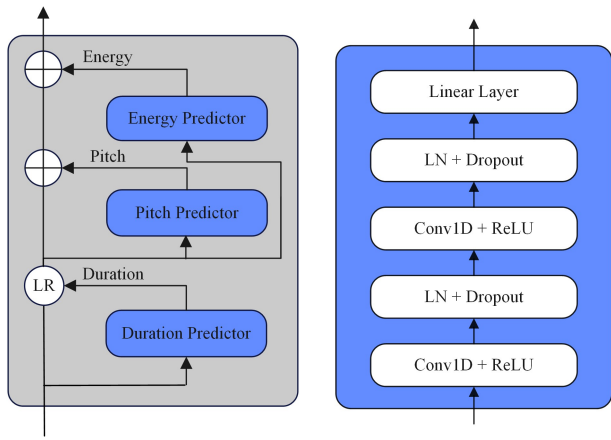 Energy
Energy Predictor
Pitch
Pitch Predictor
LR
Duration
Duration Predictor
Linear Layer
LN + Dropout
Conv1D + ReLU
LN + Dropout
Conv1D + ReLU